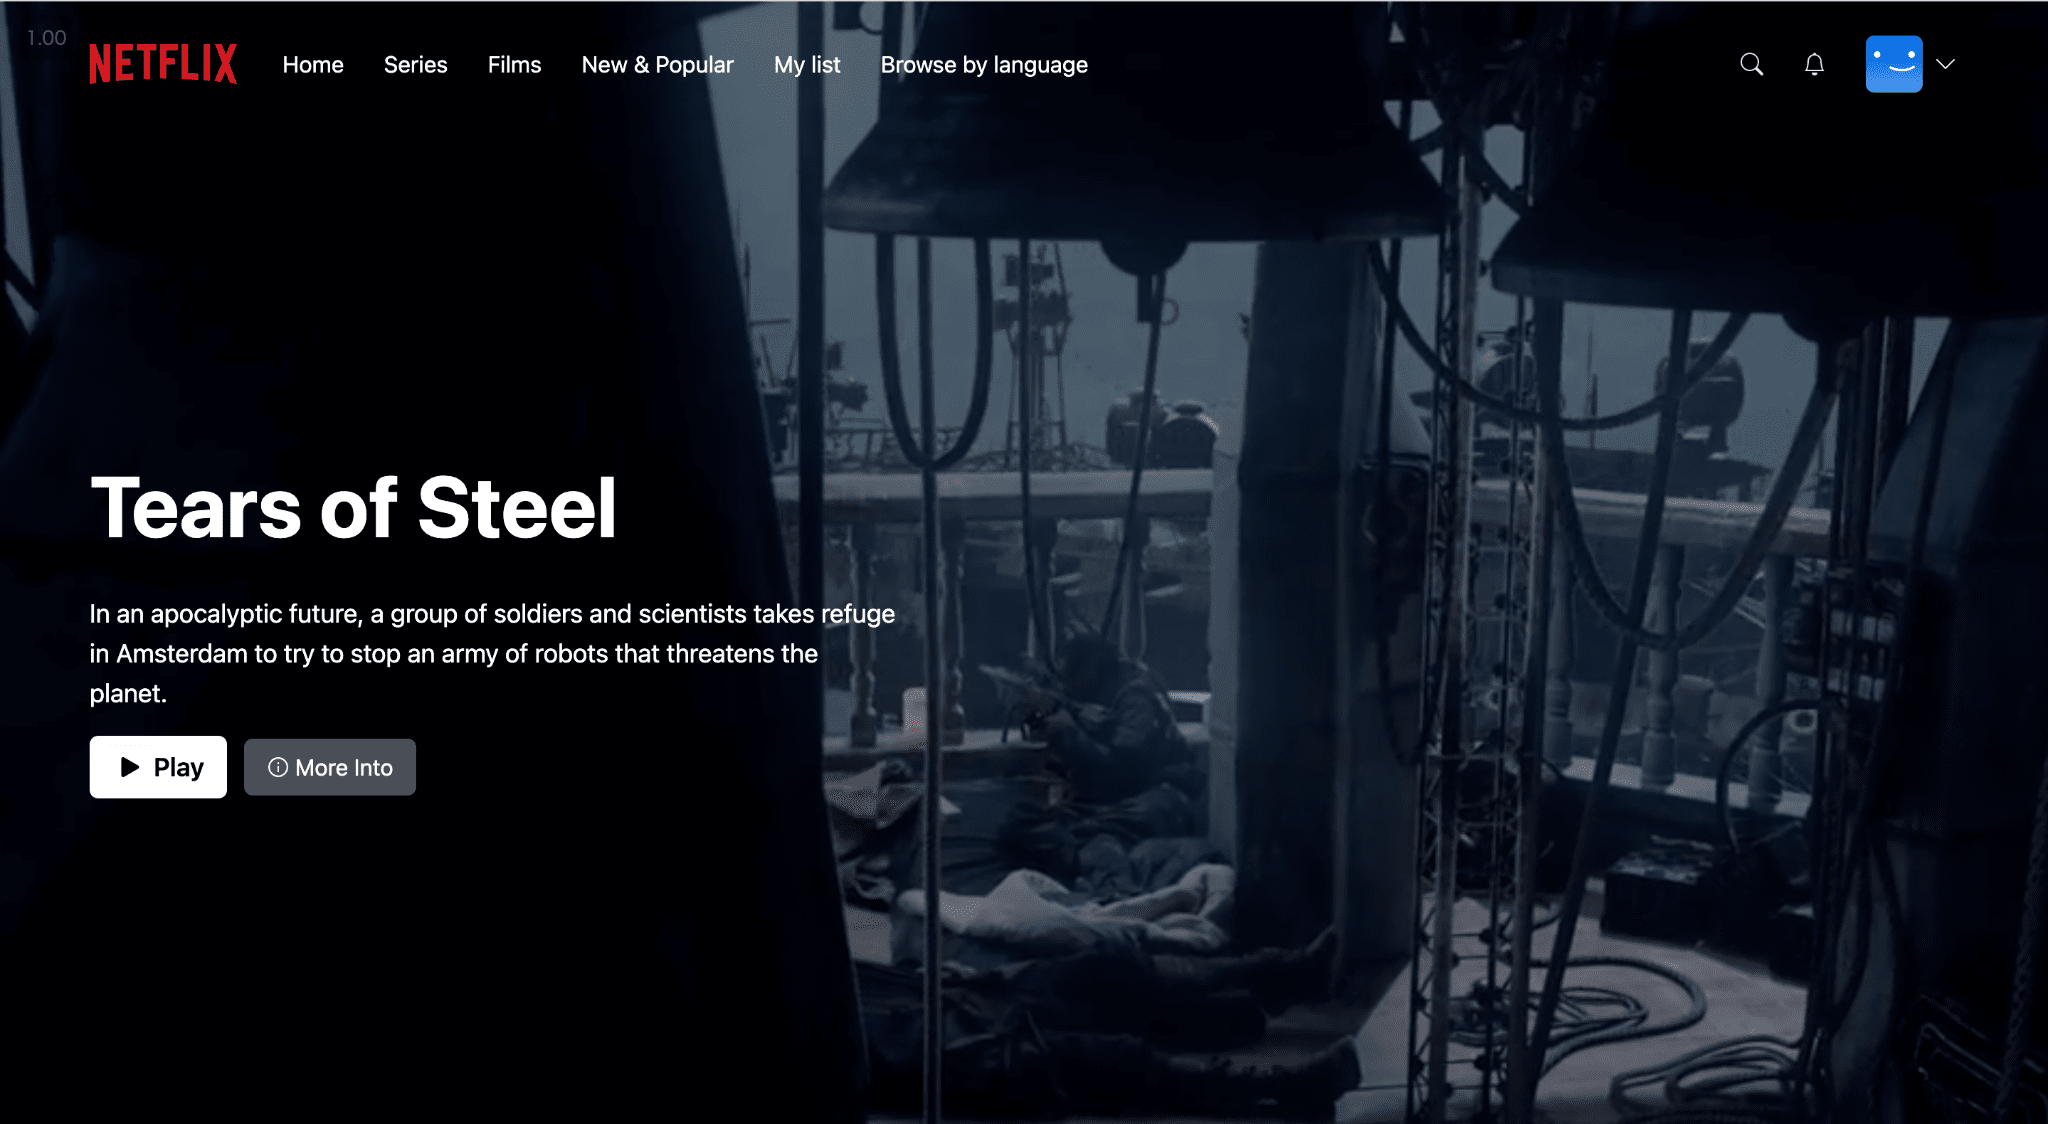 1.00
NETFLIX Home Series Films New & Popular My list Browse by language
Tears of Steel
In an apocalyptic future, a group of soldiers and scientists takes refuge
in Amsterdam to try to stop an army of robots that threatens the
planet.
Play More Into